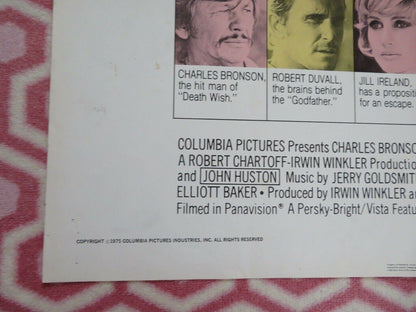 CHARLES BRONSON,
the hit man of
"Death Wish."
ROBERT DUVALL,
the brains behind
the "Godfather."
JILL IRELAND,
has a propositi
for an escape.
COLUMBIA PICTURES Presents CHARLES BRONSO
A ROBERT CHARTOFF-IRWIN WINKLER Productio
and JOHN HUSTON Music by JERRY GOLDSMIT
ELLIOTT BAKER • Produced by IRWIN WINKLER an
Filmed in Panavision® A Persky-Bright/Vista Featu
COPYRIGHT © 1975 COLUMBIA PICTURES INDUSTRIES, INC. ALL RIGHTS RESERVED